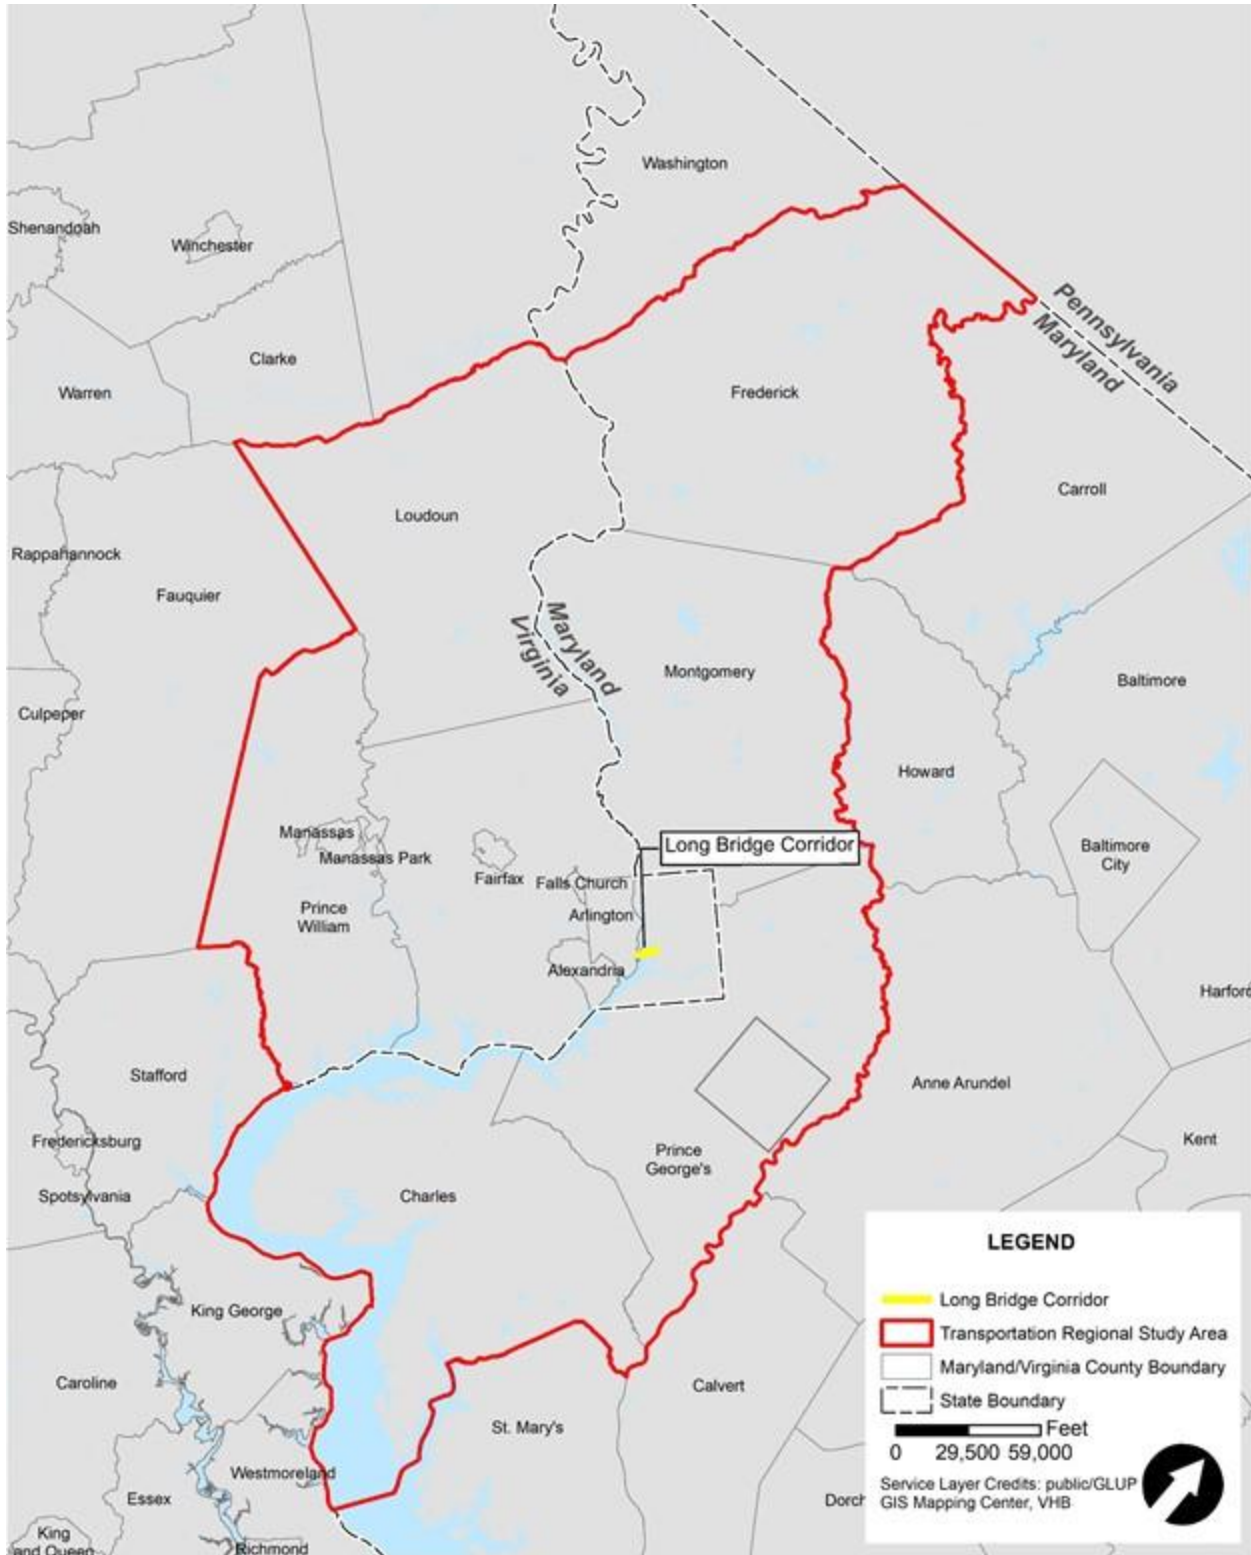 Washington
Shenandoah
Winchester
Pennsylvania
Maryland
Clarke
Warren
Frederick
Carroll
Loudoun
Rappahannock
Fauquier
Maryland
Virginia
Montgomery
Baltimore
Culpeper
Howard
Manassas
Manassas Park
Long Bridge Corridor
Baltimore
City
Fairfax
Falls Church
Prince
William
Arlington
Alexandria
Harford
Stafford
Anne Arundel
Fredericksburg
Kent
Prince
George's
Spotsylvania
Charles
King George
Caroline
Calvert
St. Mary's
Westmoreland
Essex
Dorch
King
and Queen
Richmond
LEGEND
Long Bridge Corridor
Transportation Regional Study Area
Maryland/Virginia County Boundary
State Boundary
Feet
0 29,500 59,000
Service Layer Credits: public/GLUP
GIS Mapping Center, VHB